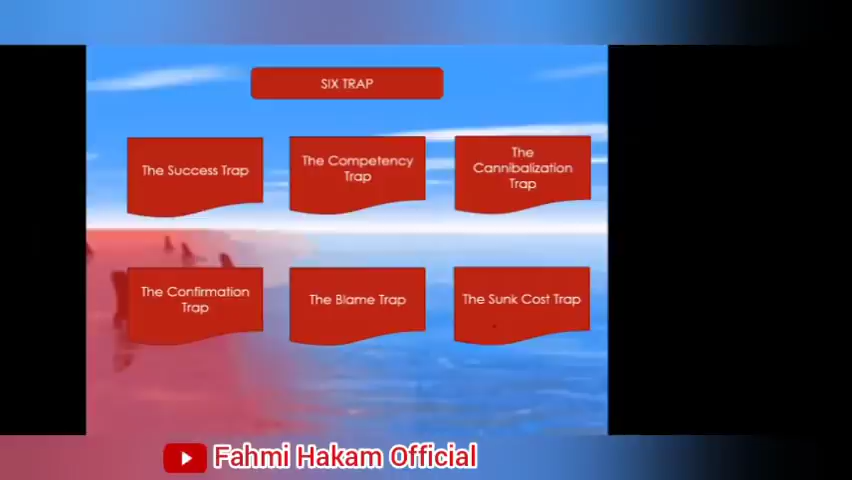 SIX TRAP
The Success Trap
The Competency
Trap
The
Cannibalization
Trap
The Confirmation
Trap
The Blame Trap
The Sunk Cost Trap
Fahmi Hakam Official